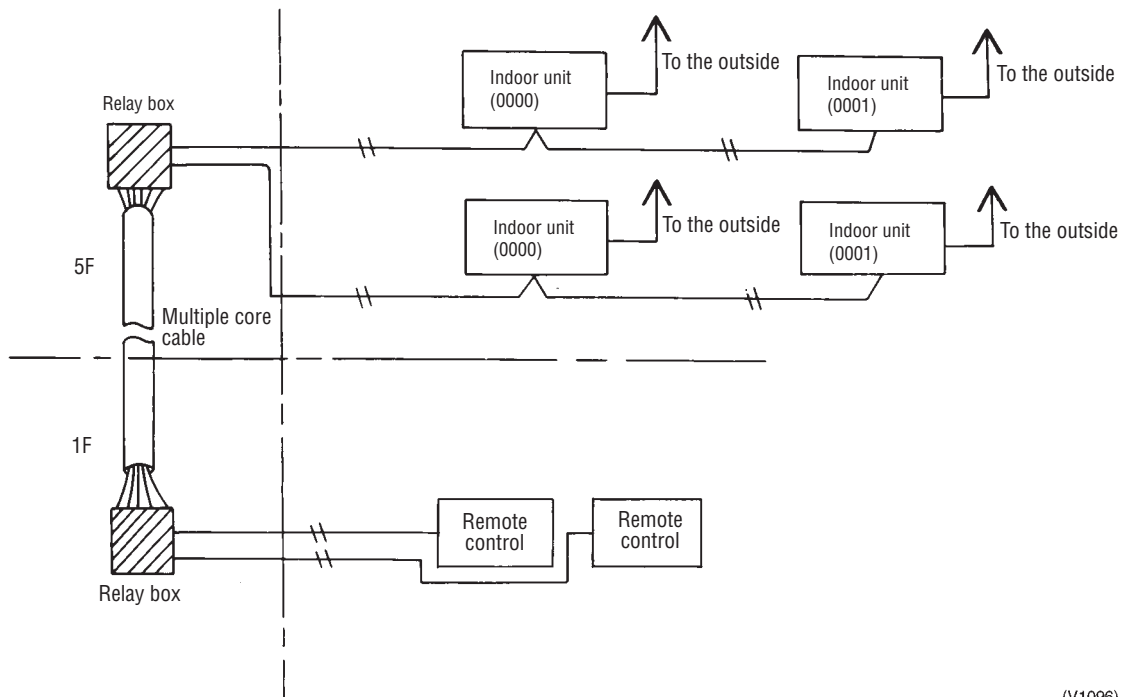 Relay box
Indoor unit
(0000)
To the outside
Indoor unit
(0001)
To the outside
Indoor unit
(0000)
To the outside
Indoor unit
(0001)
To the outside
5F
Multiple core
cable
1F
Remote
control
Remote
control
Relay box
(V1096)